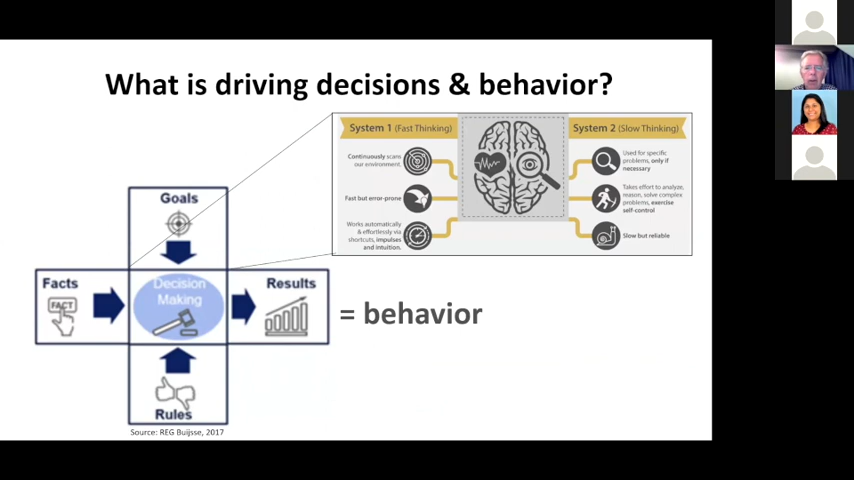 What is driving decisions & behavior?
System 1 (Fast Thinking)
Continuously scans
our environment.
Fast but error-prone
Works automatically
& effortlessly via
shortcuts, impulses
and intuition.
System 2 (Slow Thinking)
Used for specific
problems, only if
necessary
Takes effort to analyze,
reason, solve complex
problems, exercise
self-control
Slow but reliable
Goals
Facts
FACT
Decision
Making
Results
= behavior
Rules
Source: REG Buijsse, 2017